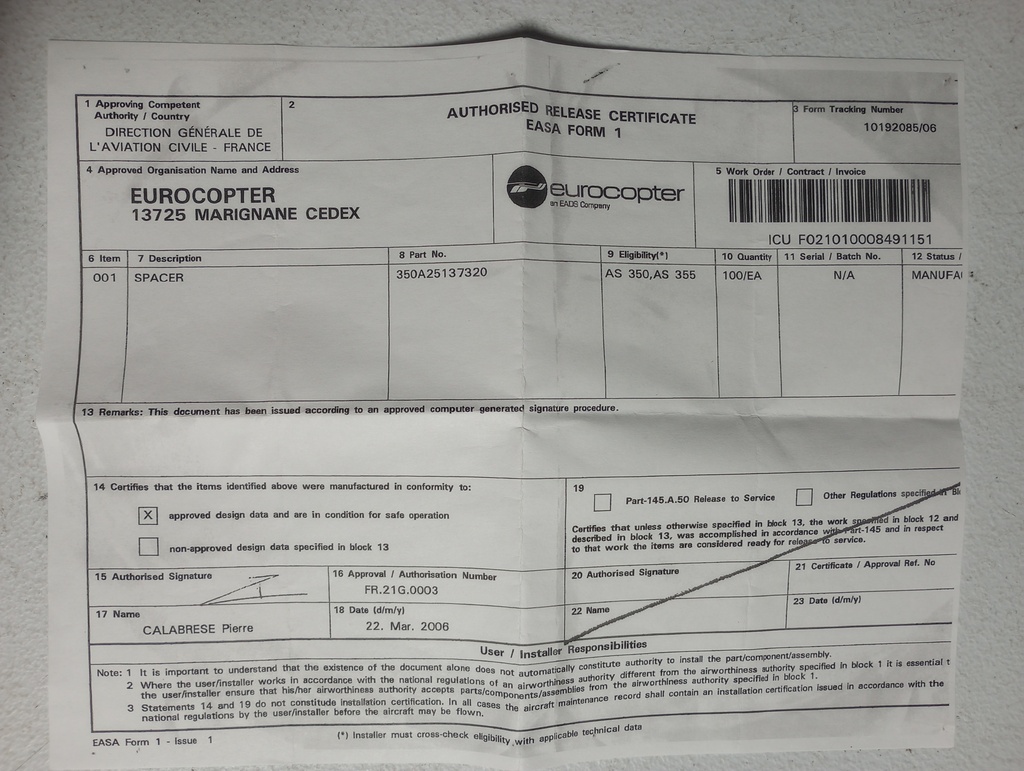 1 Approving Competent
Authority / Country
DIRECTION GÉNÉRALE DE
L'AVIATION CIVILE - FRANCE
2
AUTHORISED RELEASE CERTIFICATE
EASA FORM 1
3 Form Tracking Number
10192085/06
4 Approved Organisation Name and Address
EUROCOPTER
13725 MARIGNANE CEDEX
eurocopter
an EADS Company
5 Work Order / Contract / Invoice
ICU F021010008491151
6 Item 7 Description 8 Part No. 9 Eligibility(*) 10 Quantity 11 Serial / Batch No. 12 Status /
001 SPACER 350A25137320 AS 350,AS 355 100/EA N/A MANUFA
13 Remarks: This document has been issued according to an approved computer generated signature procedure.
14 Certifies that the items identified above were manufactured in conformity to:
X approved design data and are in condition for safe operation
non-approved design data specified in block 13
15 Authorised Signature
16 Approval / Authorisation Number
FR.21G.0003
17 Name
CALABRESE Pierre
18 Date (d/m/y)
22. Mar. 2006
19
Part-145.A.50 Release to Service Other Regulations specified in Bl
Certifies that unless otherwise specified in block 13, the work specified in block 12 and
described in block 13, was accomplished in accordance with Part-145 and in respect
to that work the items are considered ready for release to service.
20 Authorised Signature
21 Certificate / Approval Ref. No
22 Name
23 Date (d/m/y)
User / Installer Responsibilities
Note: 1 It is important to understand that the existence of the document alone does not automatically constitute authority to install the part/component/assembly.
2 Where the user/installer works in accordance with the national regulations of an airworthiness authority different from the airworthiness authority specified in block 1 it is essential t
the user/installer ensure that his/her airworthiness authority accepts parts/components/assemblies from the airworthiness authority specified in block 1.
3 Statements 14 and 19 do not constitute installation certification. In all cases the aircraft maintenance record shall contain an installation certification issued in accordance with the
national regulations by the user/installer before the aircraft may be flown.
EASA Form 1 - Issue 1
(*) Installer must cross-check eligibility with applicable technical data